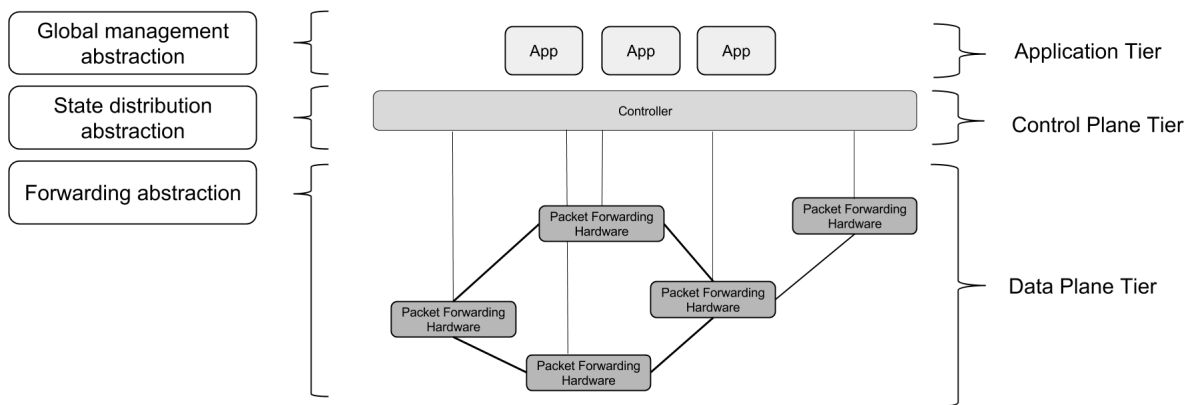 Global management
abstraction
App
App
App
Application Tier
State distribution
abstraction
Controller
Control Plane Tier
Forwarding abstraction
Packet Forwarding
Hardware
Packet Forwarding
Hardware
Packet Forwarding
Hardware
Packet Forwarding
Hardware
Packet Forwarding
Hardware
Data Plane Tier